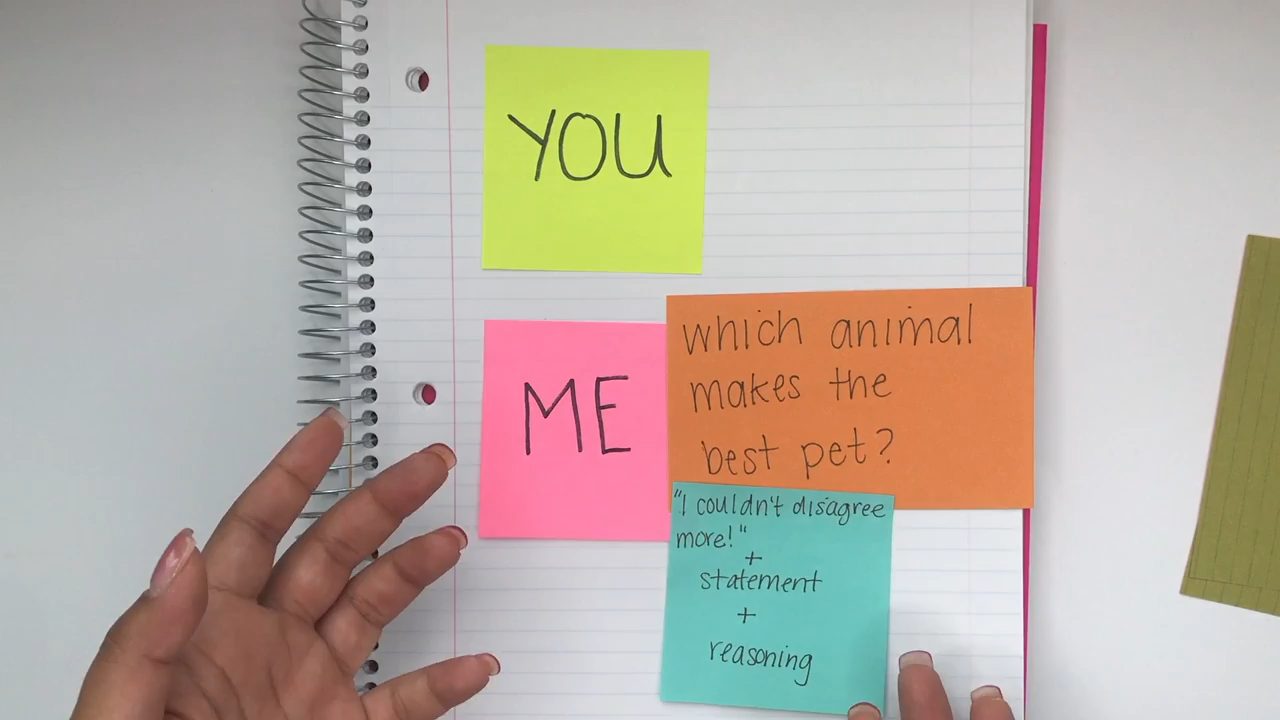 YOU
ME
which animal
makes the
best pet?
"I couldn't disagree
more!"
+
statement
+
reasoning